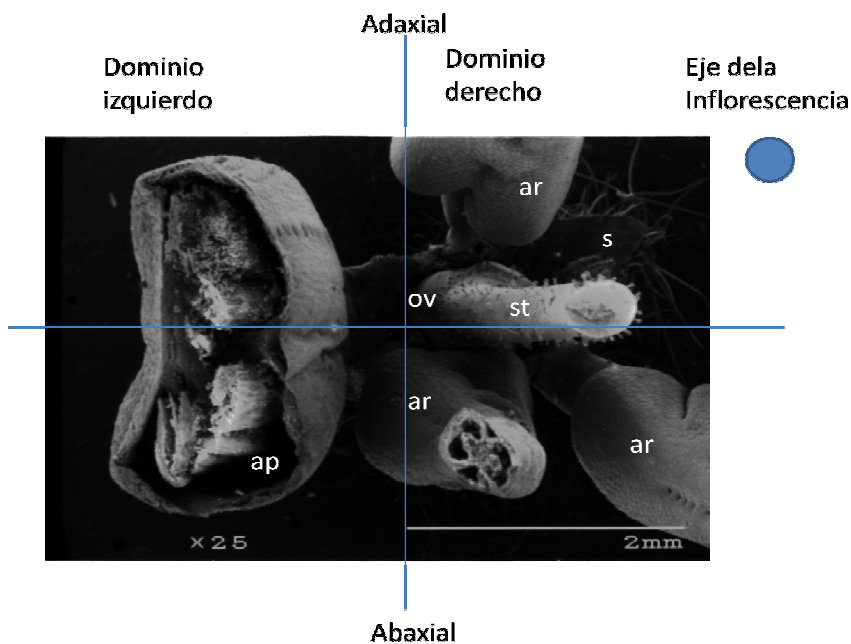 Adaxial
Dominio
izquierdo
Dominio
derecho
Eje dela
Inflorescencia
ar
s
ov
st
ar
ar
ap
×25
2mm
Abaxial